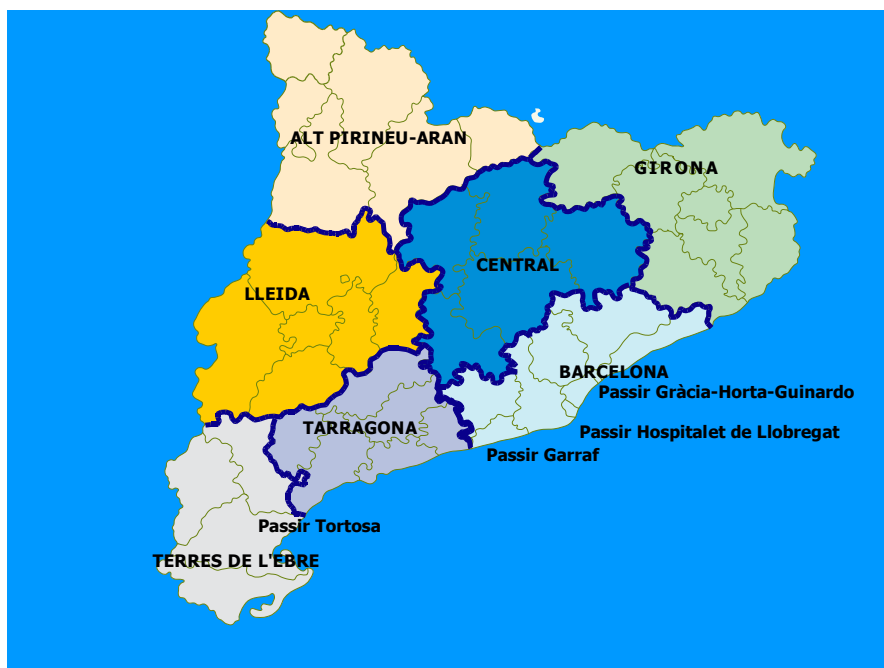 ALT PIRINEU-ARAN
GIRONA
CENTRAL
LLEIDA
BARCELONA
Passir Gràcia-Horta-Guinardo
TARRAGONA
Passir Hospitalet de Llobregat
Passir Garraf
Passir Tortosa
TERRES DE L'EBRE